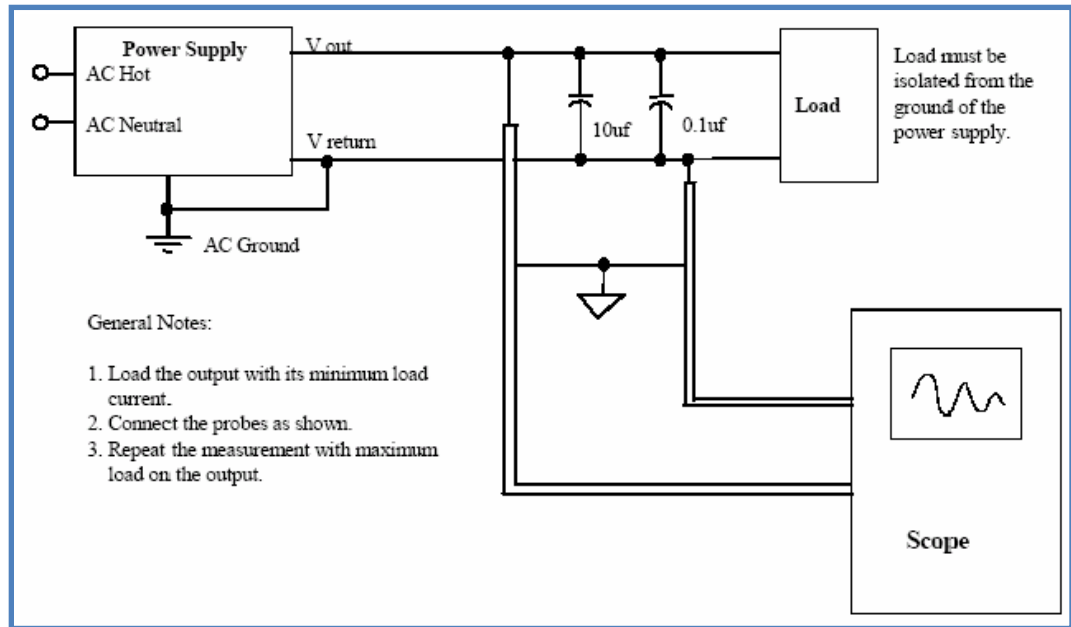 Power Supply
AC Hot
AC Neutral
V out
V return
AC Ground
10uf
0.1uf
Load
Load must be
isolated from the
ground of the
power supply.
General Notes:
1. Load the output with its minimum load
current.
2. Connect the probes as shown.
3. Repeat the measurement with maximum
load on the output.
Scope